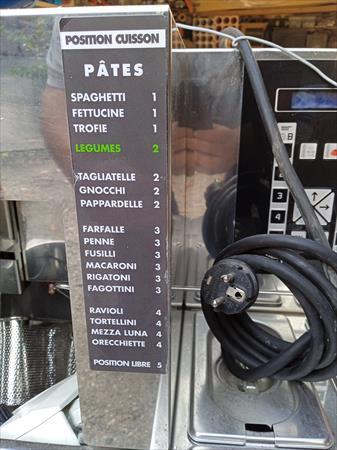 POSITION CUISSON
PÂTES
SPAGHETTI 1
FETTUCINE 1
TROFIE 1
LEGUMES 2
TAGLIATELLE 2
GNOCCHI 2
PAPPARDELLE 2
FARFALLE 3
PENNE 3
FUSILLI 3
MACARONI 3
RIGATONI 3
FAGOTTINI 3
RAVIOLI 4
TORTELLINI 4
MEZZA LUNA 4
ORECCHIETTE 4
POSITION LIBRE 5
B
3
4